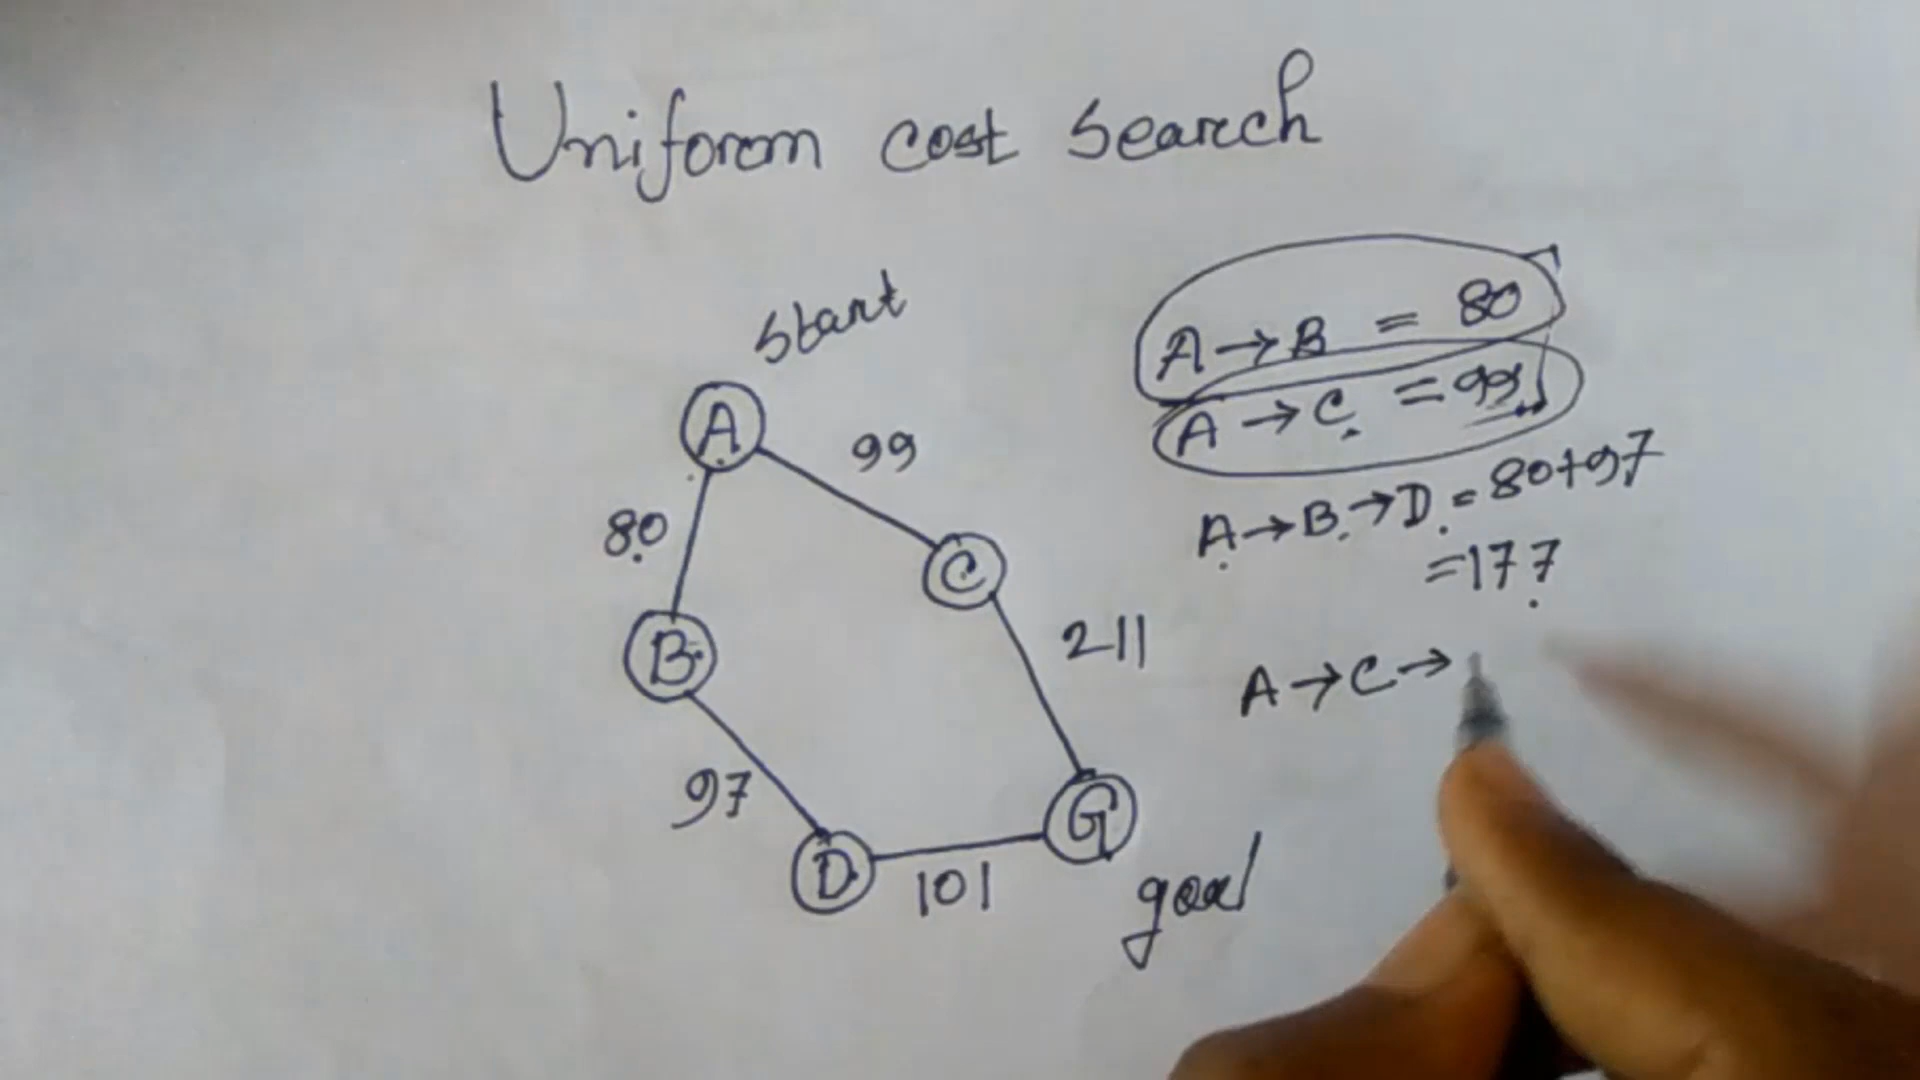 Uniform cost search
start
A → B = 80
A → C = 99
A
99
A → B → D = 80+97
80
= 177
C
B
211
A → C →
97
G
D
101
goal